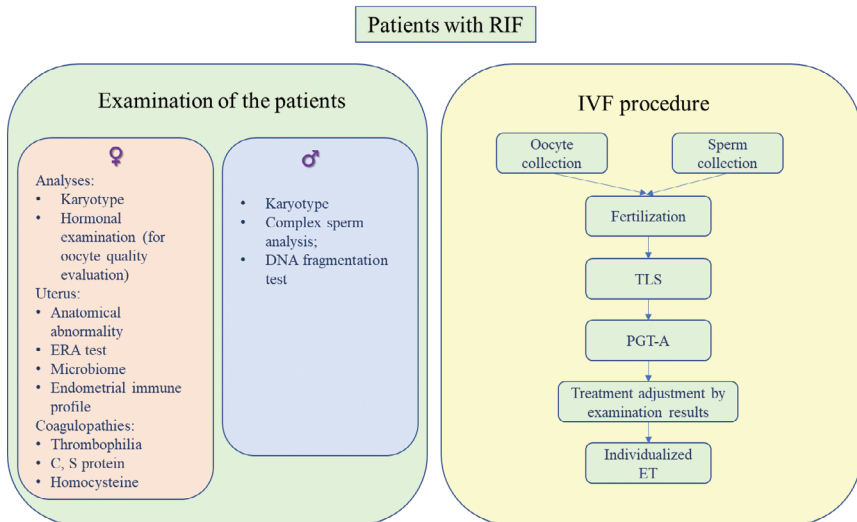 Patients with RIF
Examination of the patients
♀
Analyses:
• Karyotype
• Hormonal
examination (for
oocyte quality
evaluation)
Uterus:
• Anatomical
abnormality
• ERA test
• Microbiome
• Endometrial immune
profile
Coagulopathies:
• Thrombophilia
• C, S protein
• Homocysteine
♂
• Karyotype
• Complex sperm
analysis;
• DNA fragmentation
test
IVF procedure
Oocyte
collection
Sperm
collection
Fertilization
TLS
PGT-A
Treatment adjustment by
examination results
Individualized
ET